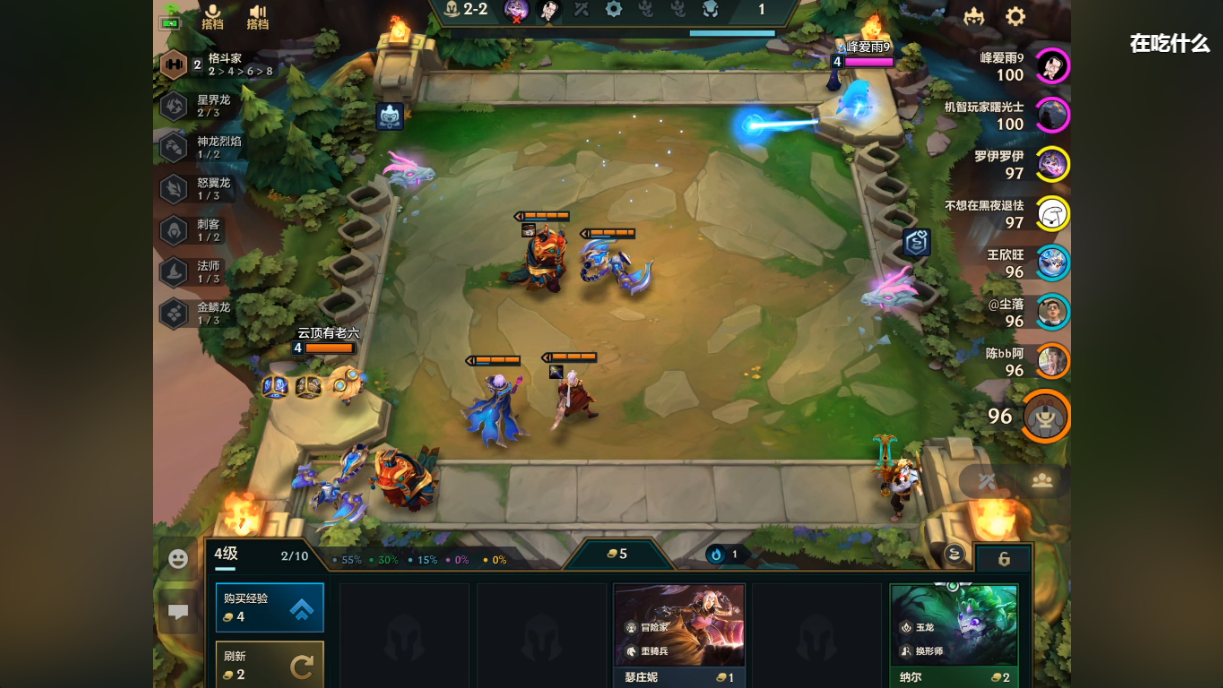 2-2
1
在吃什么
搭档
搭档
峰爱雨9
4
2
格斗家
2 > 4 > 6 > 8
星界龙
2 / 3
神龙烈焰
1 / 2
怒翼龙
1 / 3
刺客
1 / 2
法师
1 / 3
金鳞龙
1 / 3
峰爱雨9
100
机智玩家曙光士
100
罗伊罗伊
97
不想在黑夜退怯
97
王欣旺
96
@尘落
96
陈bb阿
96
96
云顶有老六
4
4级
2/10
55%
30%
15%
0%
0%
5
1
购买经验
4
刷新
2
冒险家
重骑兵
瑟庄妮
1
玉龙
换形师
纳尔
2